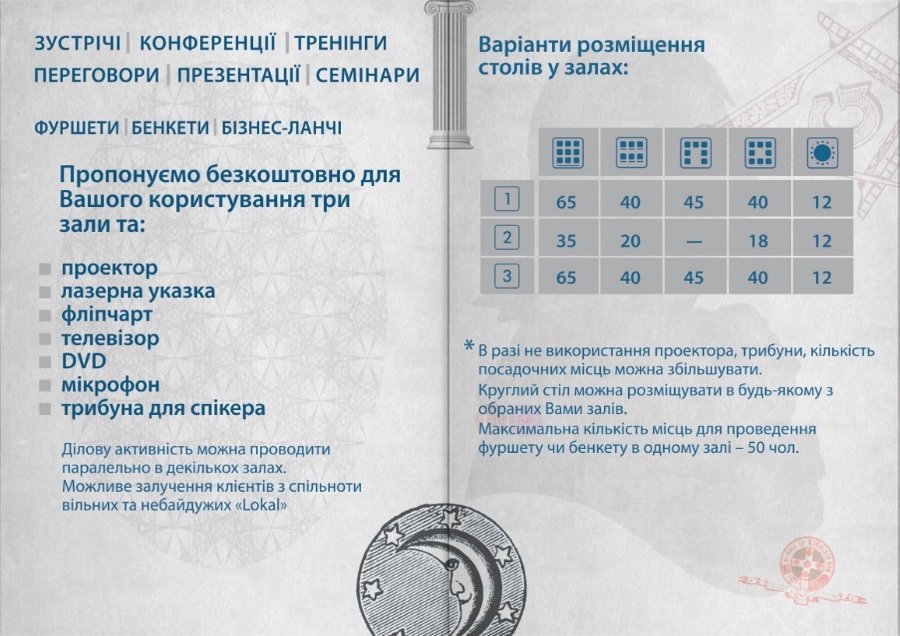 ЗУСТРІЧІ | КОНФЕРЕНЦІЇ | ТРЕНІНГИ
ПЕРЕГОВОРИ | ПРЕЗЕНТАЦІЇ | СЕМІНАРИ
ФУРШЕТИ | БЕНКЕТИ | БІЗНЕС-ЛАНЧІ
Пропонуємо безкоштовно для
Вашого користування три
зали та:
проектор
лазерна указка
фліпчарт
телевізор
DVD
мікрофон
трибуна для спікера
Ділову активність можна проводити
паралельно в декількох залах.
Можливе залучення клієнтів з спільноти
вільних та небайдужих «Lokal»
Варіанти розміщення
столів у залах:
1 65 40 45 40 12
2 35 20 — 18 12
3 65 40 45 40 12
* В разі не використання проектора, трибуни, кількість
посадочних місць можна збільшувати.
Круглий стіл можна розміщувати в будь-якому з
обраних Вами залів.
Максимальна кількість місць для проведення
фуршету чи бенкету в одному залі – 50 чол.